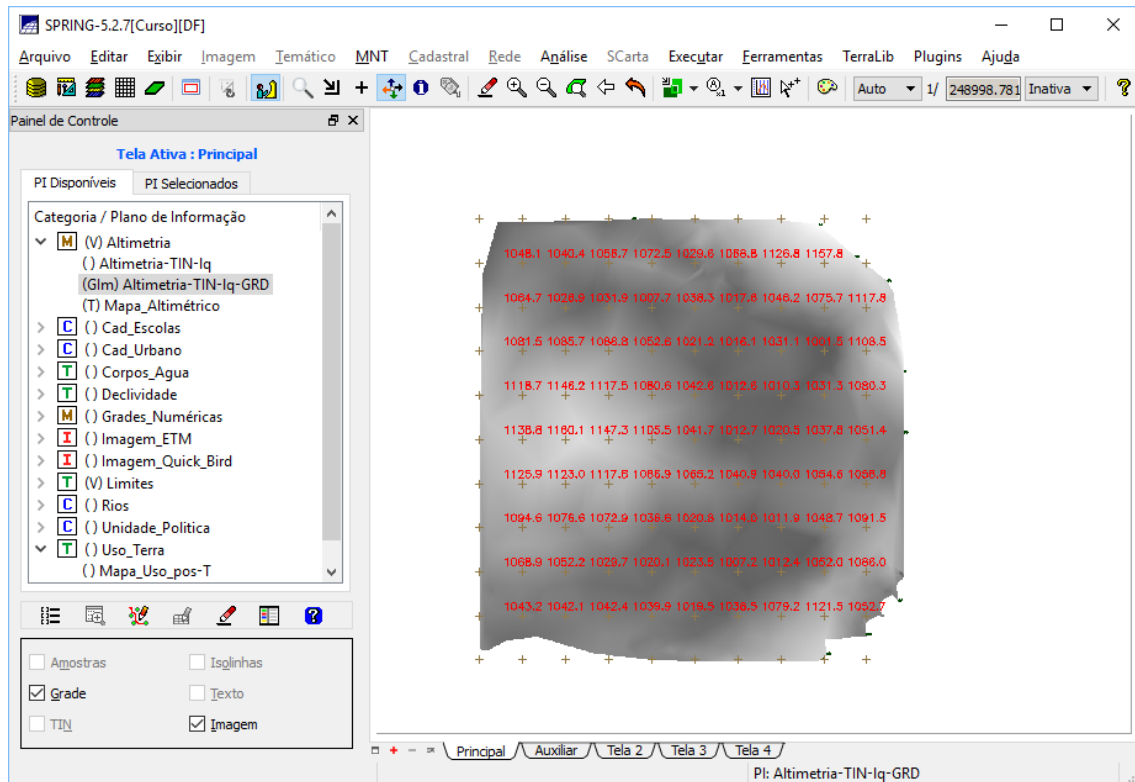 SPRING-5.2.7[Curso][DF]
Arquivo Editar Exibir Imagem Temático MNT Cadastral Rede Análise SCarta Executar Ferramentas TerraLib Plugins Ajuda
Auto 1/ 248998.781 Inativa
Painel de Controle
Tela Ativa : Principal
PI Disponíveis PI Selecionados
Categoria / Plano de Informação
M (V) Altimetria
() Altimetria-TIN-lq
(GIm) Altimetria-TIN-lq-GRD
(T) Mapa_Altimétrico
C () Cad_Escolas
C () Cad_Urbano
T () Corpos_Agua
T () Declividade
M () Grades_Numéricas
I () Imagem_ETM
I () Imagem_Quick_Bird
T (V) Limites
C () Rios
C () Unidade_Politica
T () Uso_Terra
() Mapa_Uso_pos-T
Amostras Isolinhas
Grade Texto
TIN Imagem
1048.1 1040.4 1056.7 1072.5 1029.6 1066.8 1126.8 1157.8
1064.7 1026.9 1031.9 1007.7 1038.3 1017.6 1046.2 1075.7 1117.8
1081.5 1085.7 1086.8 1052.6 1021.2 1016.1 1031.1 1001.5 1108.5
1118.7 1146.2 1117.5 1080.6 1042.6 1012.6 1010.3 1031.3 1080.3
1138.8 1160.1 1147.3 1105.5 1041.7 1012.7 1020.5 1037.8 1051.4
1125.9 1123.0 1117.8 1086.9 1065.2 1040.9 1040.0 1054.6 1068.8
1094.6 1076.6 1072.9 1036.6 1020.8 1014.0 1011.9 1048.7 1091.5
1068.9 1052.2 1029.7 1020.1 1023.5 1007.2 1012.4 1052.0 1086.0
1043.2 1042.1 1042.4 1039.9 1019.5 1038.5 1079.2 1121.5 1052.7
Principal Auxiliar Tela 2 Tela 3 Tela 4
PI: Altimetria-TIN-lq-GRD